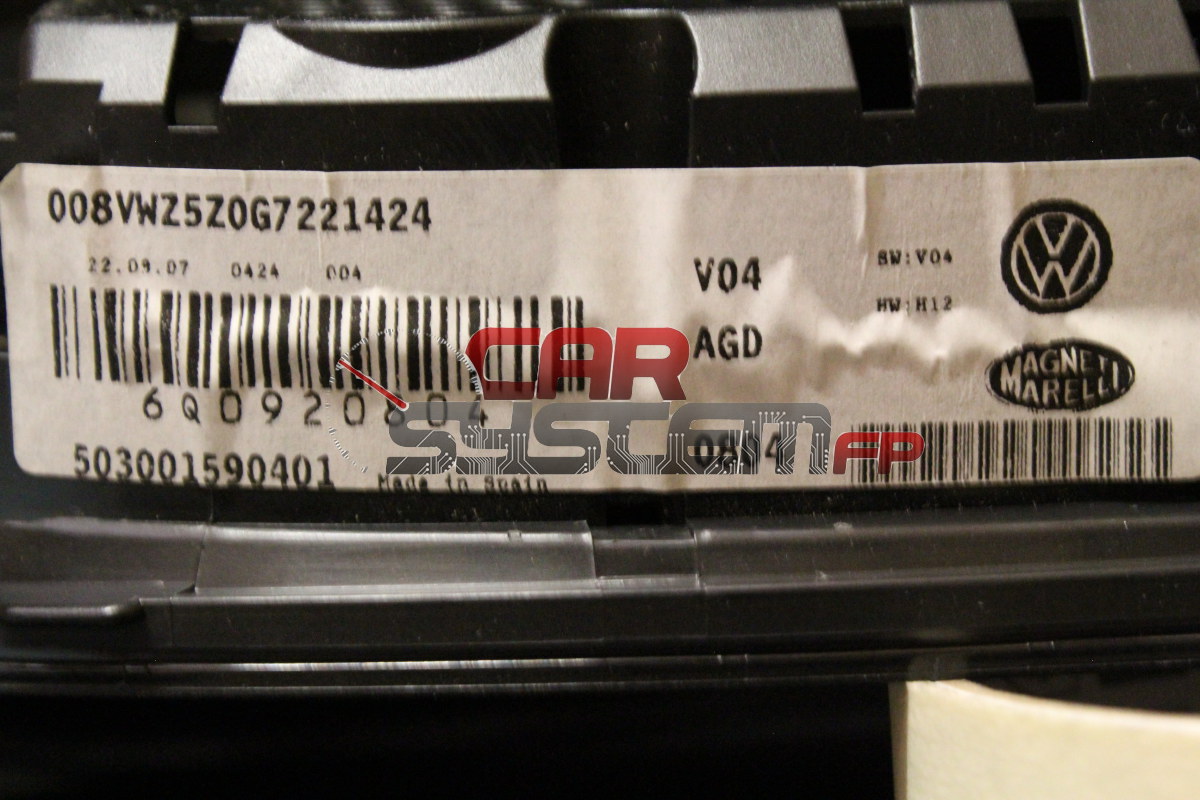 008VWZ5Z0G7221424
22.09.07 0424 004
V04
SW:V04
HW:H12
AGD
MAGNETI
MARELLI
6Q0920804
503001590401
Made in Spain
0804
CAR
SYSTEM FP